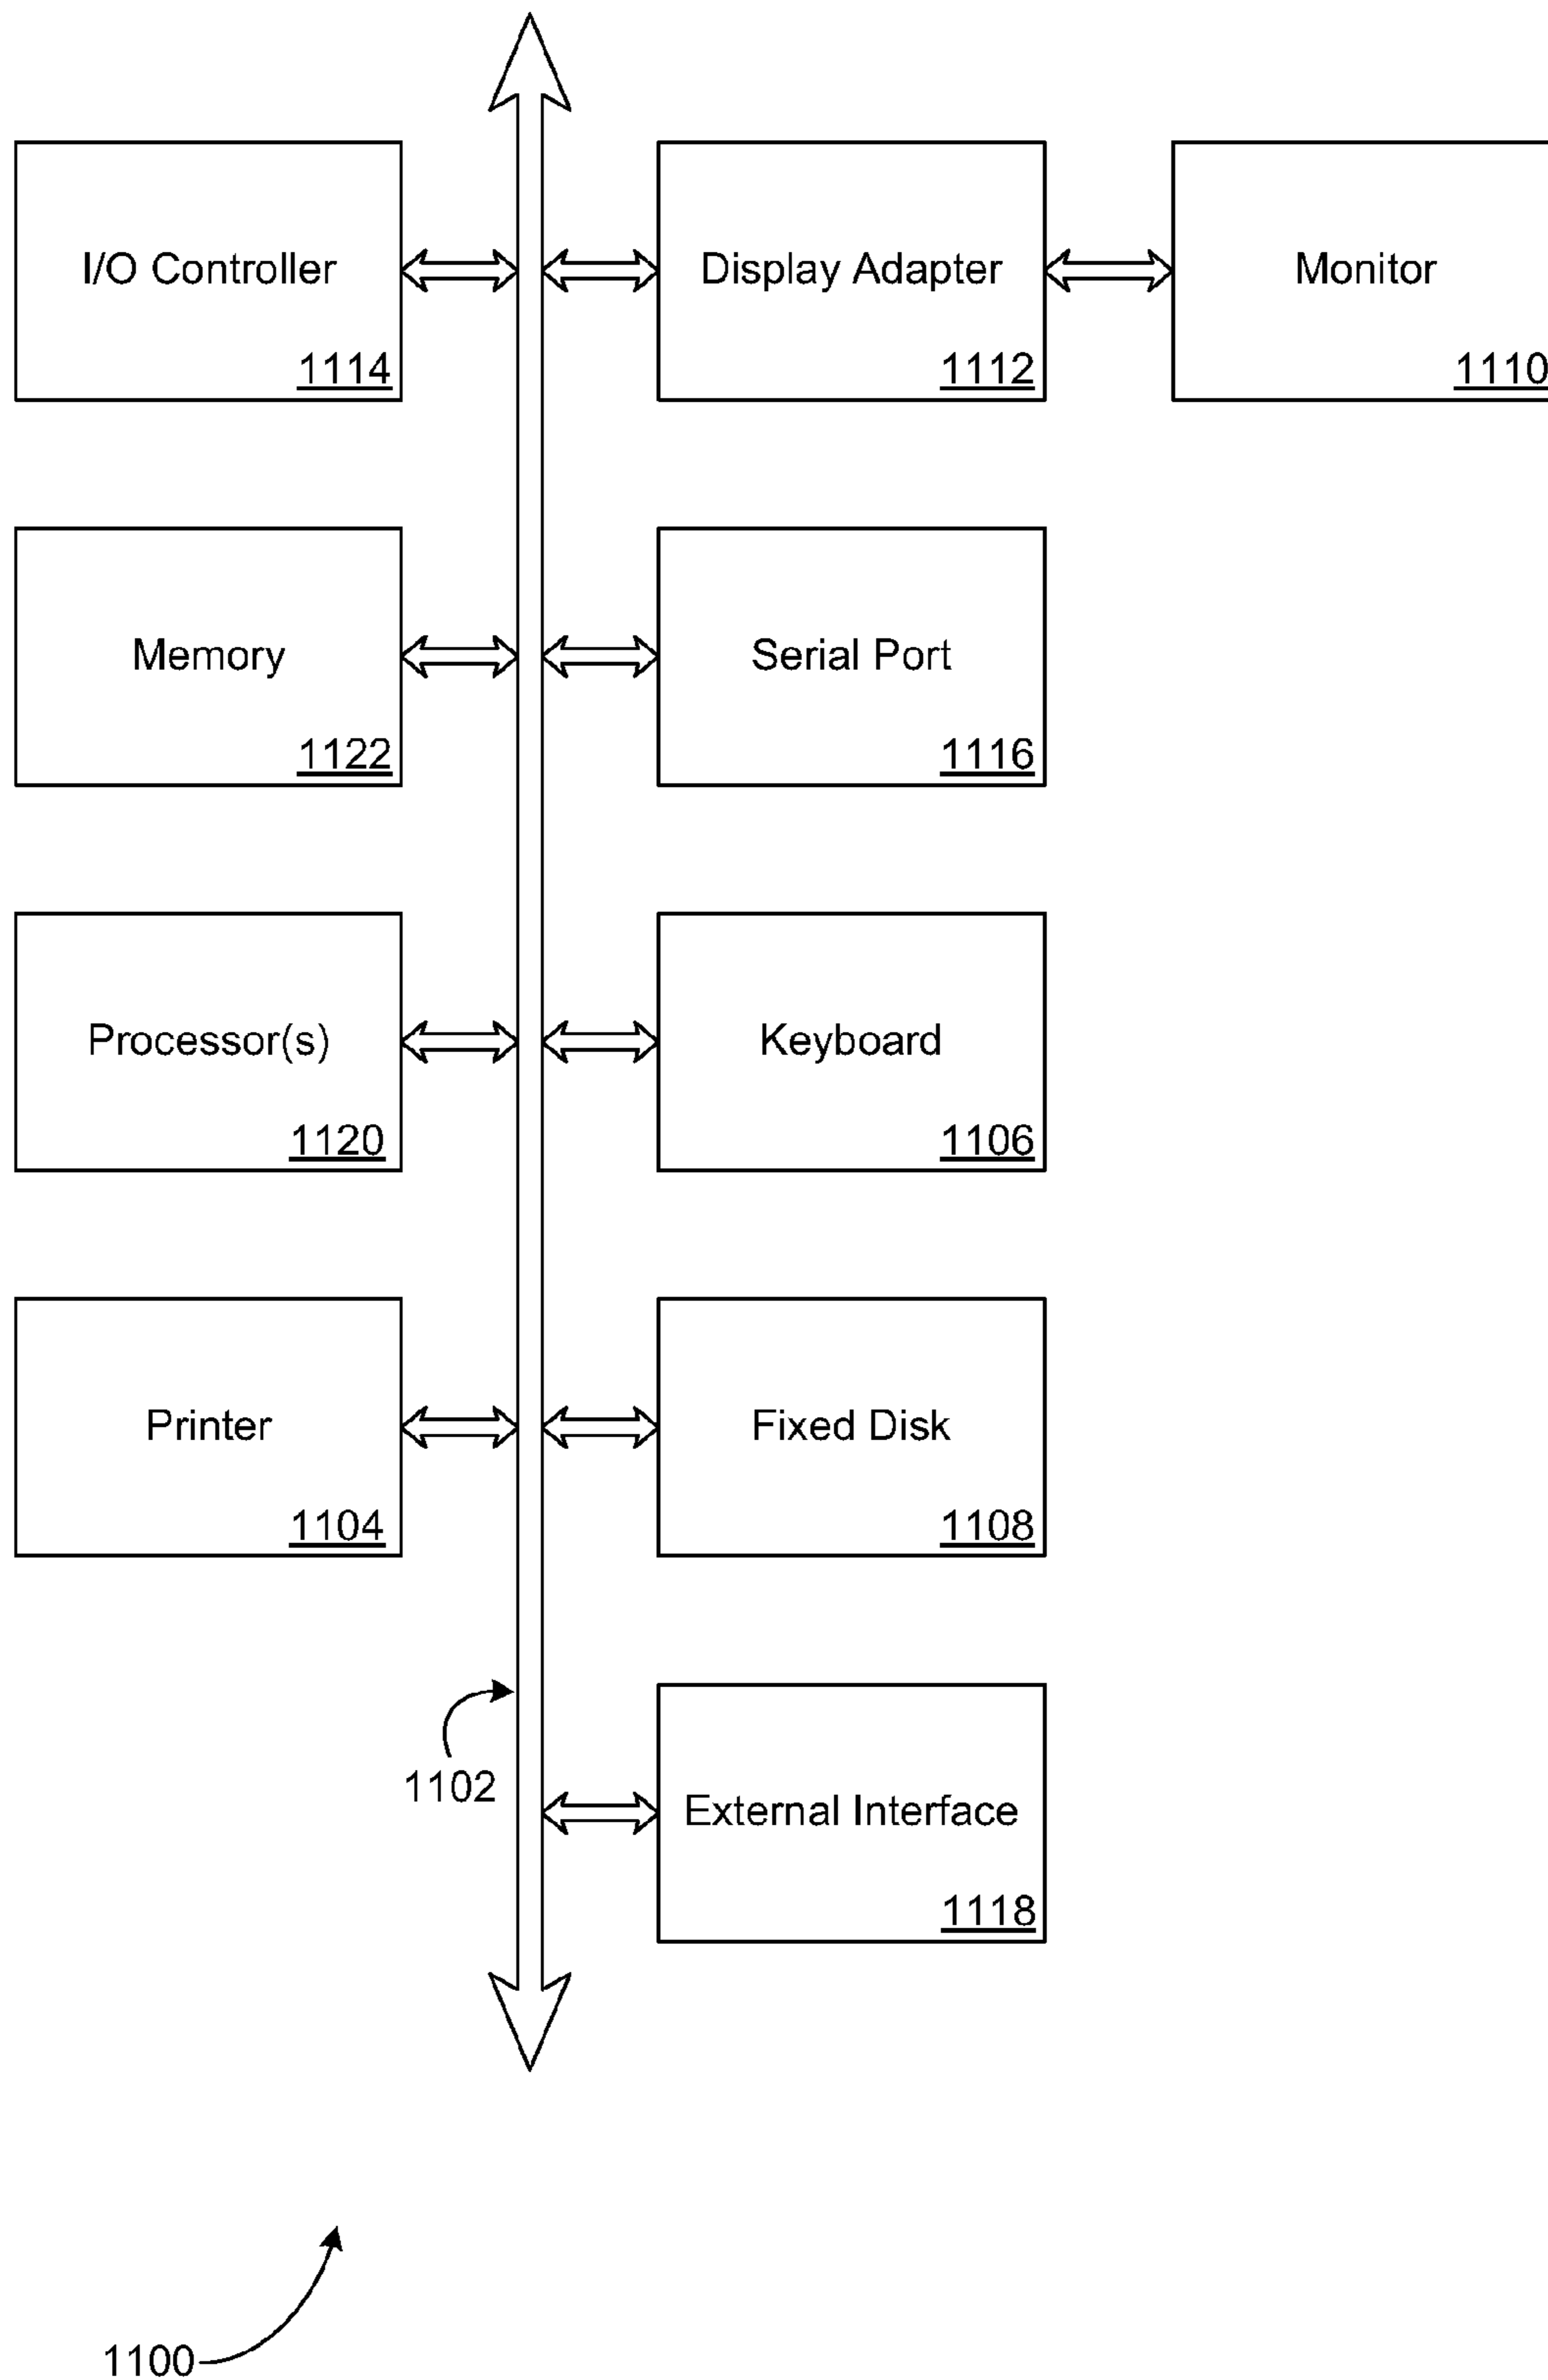 I/O Controller
1114
Display Adapter
1112
Monitor
1110
Memory
1122
Serial Port
1116
Processor(s)
1120
Keyboard
1106
Printer
1104
Fixed Disk
1108
1102
External Interface
1118
1100